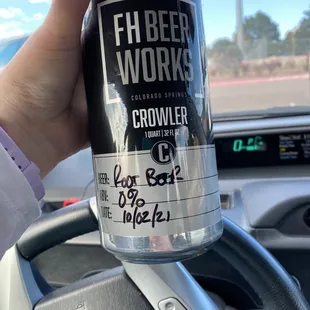 FH BEER
WORKS
COLORADO SPRINGS
CROWLER
1 QUART | 32 FL OZ
C
BEER: Root Beer
ABV: 0%
DATE: 10/02/21